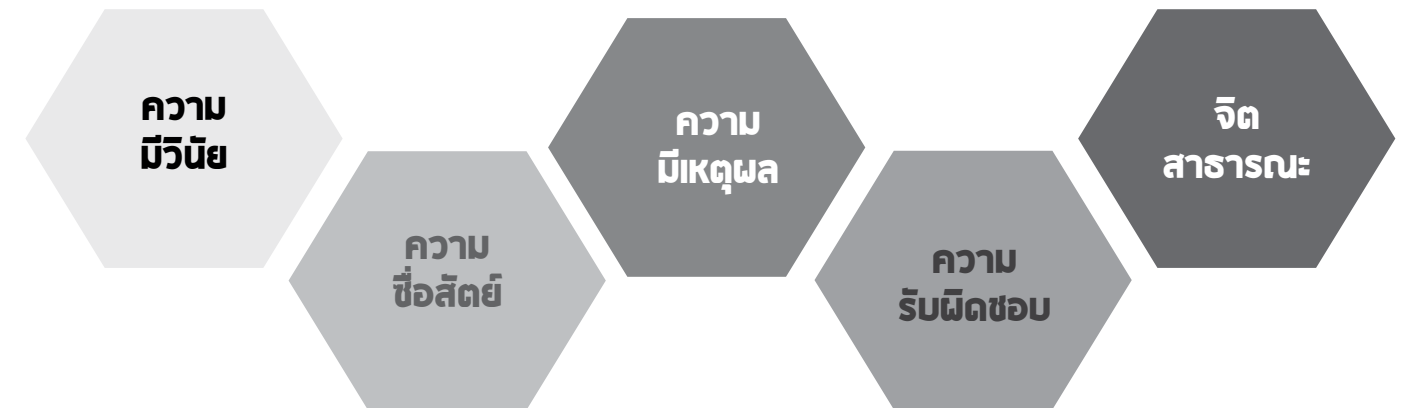 ความ
มีวินัย
ความ
ซื่อสัตย์
ความ
มีเหตุผล
ความ
รับผิดชอบ
จิต
สาธารณะ